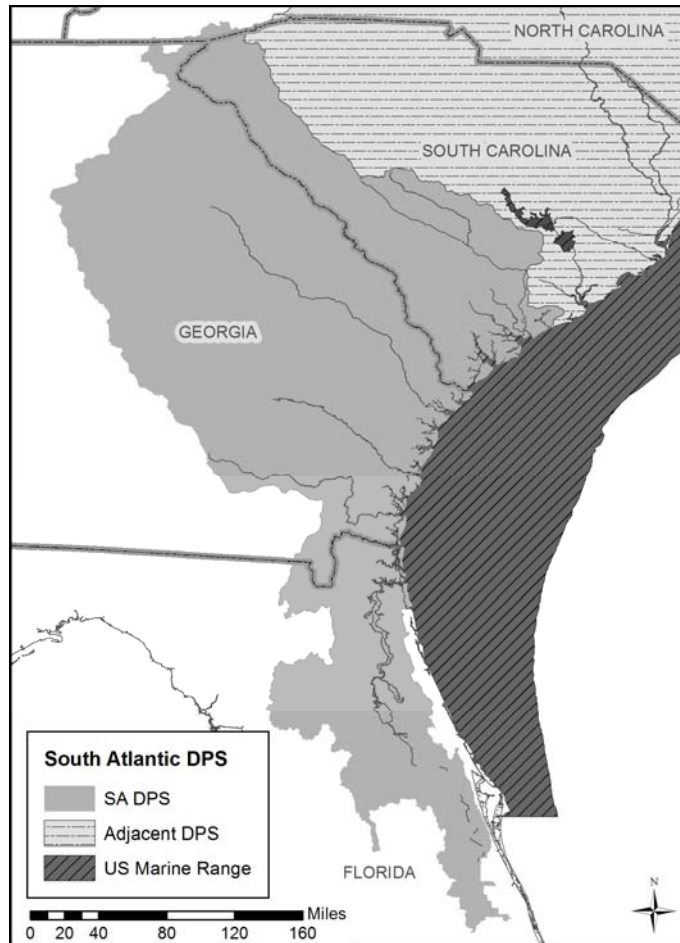 NORTH CAROLINA
SOUTH CAROLINA
GEORGIA
South Atlantic DPS
SA DPS
Adjacent DPS
US Marine Range
FLORIDA
N
Miles
0 20 40 80 120 160